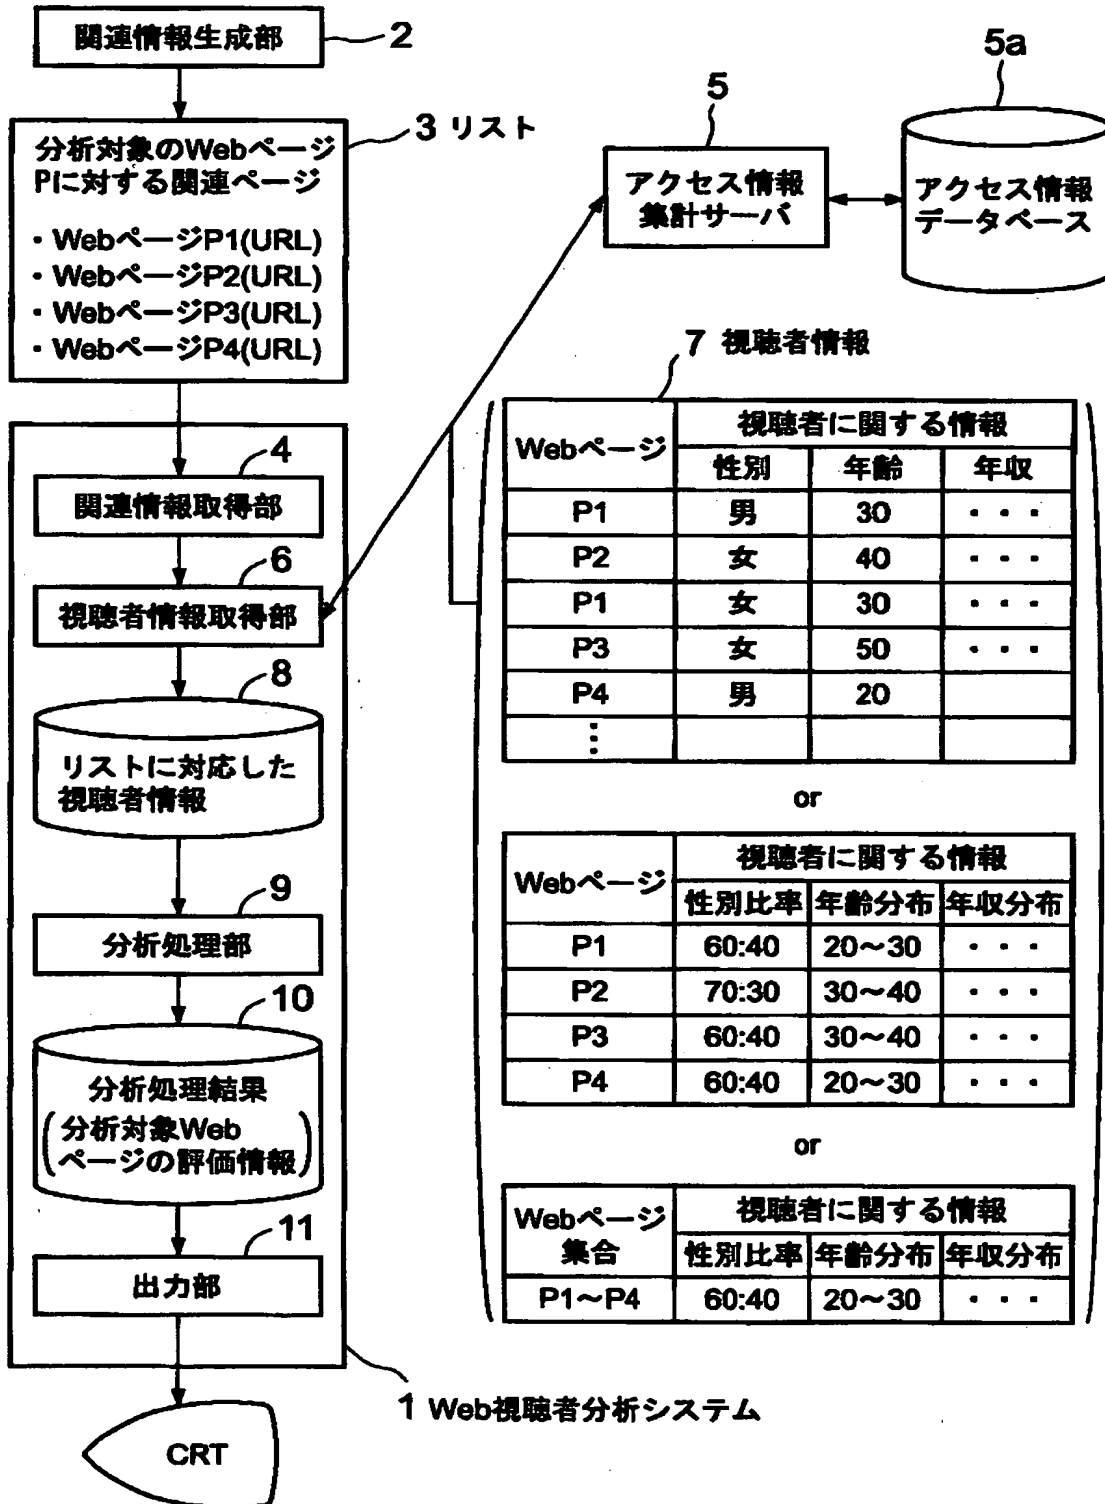 関連情報生成部
2
5a
5
3 リスト
分析対象のWebページ
Pに対する関連ページ
・WebページP1(URL)
・WebページP2(URL)
・WebページP3(URL)
・WebページP4(URL)
アクセス情報
集計サーバ
アクセス情報
データベース
7 視聴者情報
4
関連情報取得部
6
視聴者情報取得部
8
リストに対応した
視聴者情報
9
分析処理部
10
分析処理結果
(分析対象Web
ページの評価情報)
11
出力部
1 Web視聴者分析システム
CRT
Webページ 視聴者に関する情報
性別 年齢 年収
P1 男 30 ・・・
P2 女 40 ・・・
P1 女 30 ・・・
P3 女 50 ・・・
P4 男 20
⋮
or
Webページ 視聴者に関する情報
性別比率 年齢分布 年収分布
P1 60:40 20～30 ・・・
P2 70:30 30～40 ・・・
P3 60:40 30～40 ・・・
P4 60:40 20～30 ・・・
or
Webページ 視聴者に関する情報
集合 性別比率 年齢分布 年収分布
P1～P4 60:40 20～30 ・・・